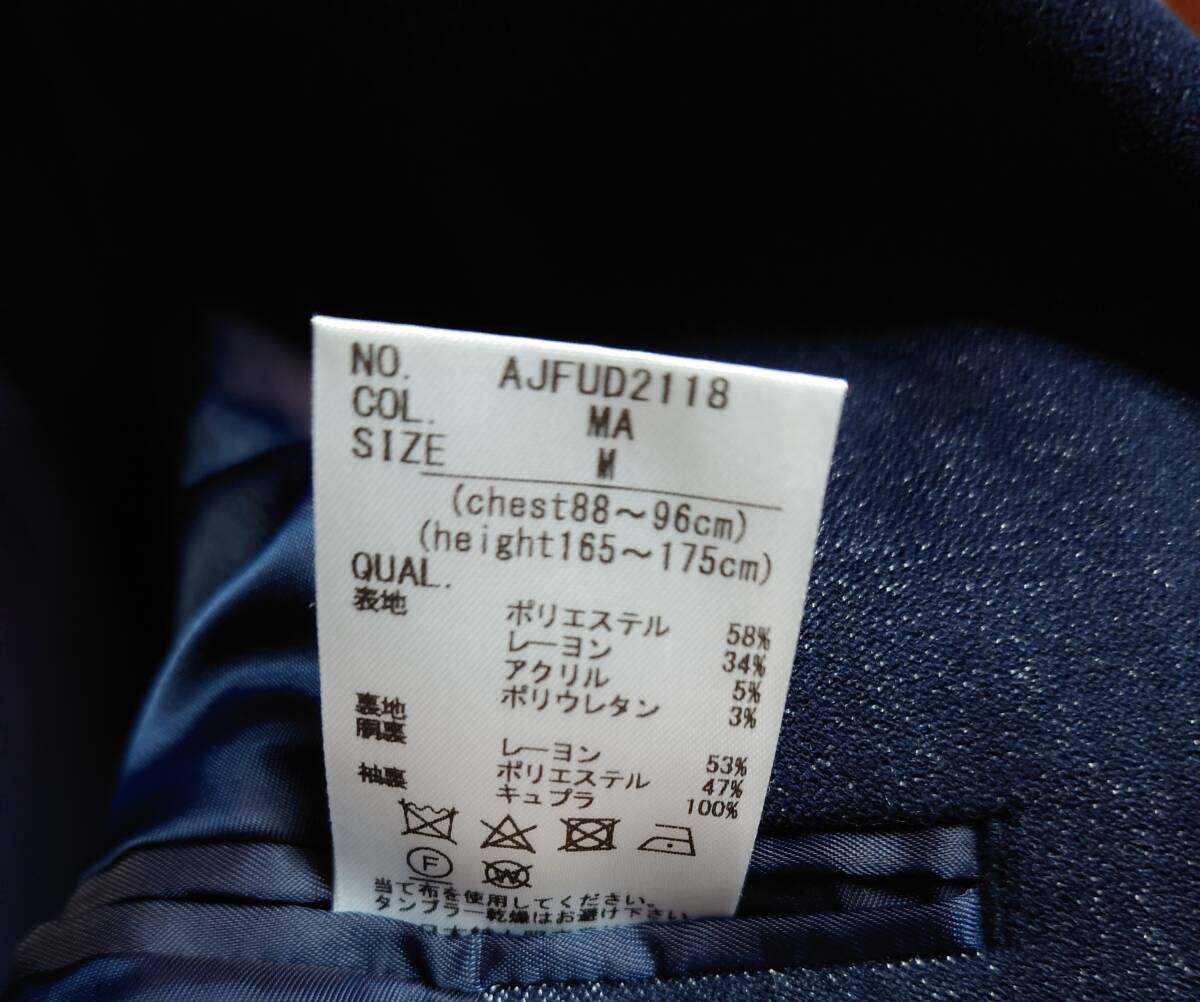 NO. AJFUD2118
COL. MA
SIZE M
(chest88～96cm)
(height165～175cm)
QUAL.
表地 ポリエステル 58%
レーヨン 34%
アクリル 5%
ポリウレタン 3%
裏地
胴裏 レーヨン 53%
ポリエステル 47%
袖裏 キュプラ 100%
F
W
当て布を使用してください。
タンブラー乾燥はお避け下さい